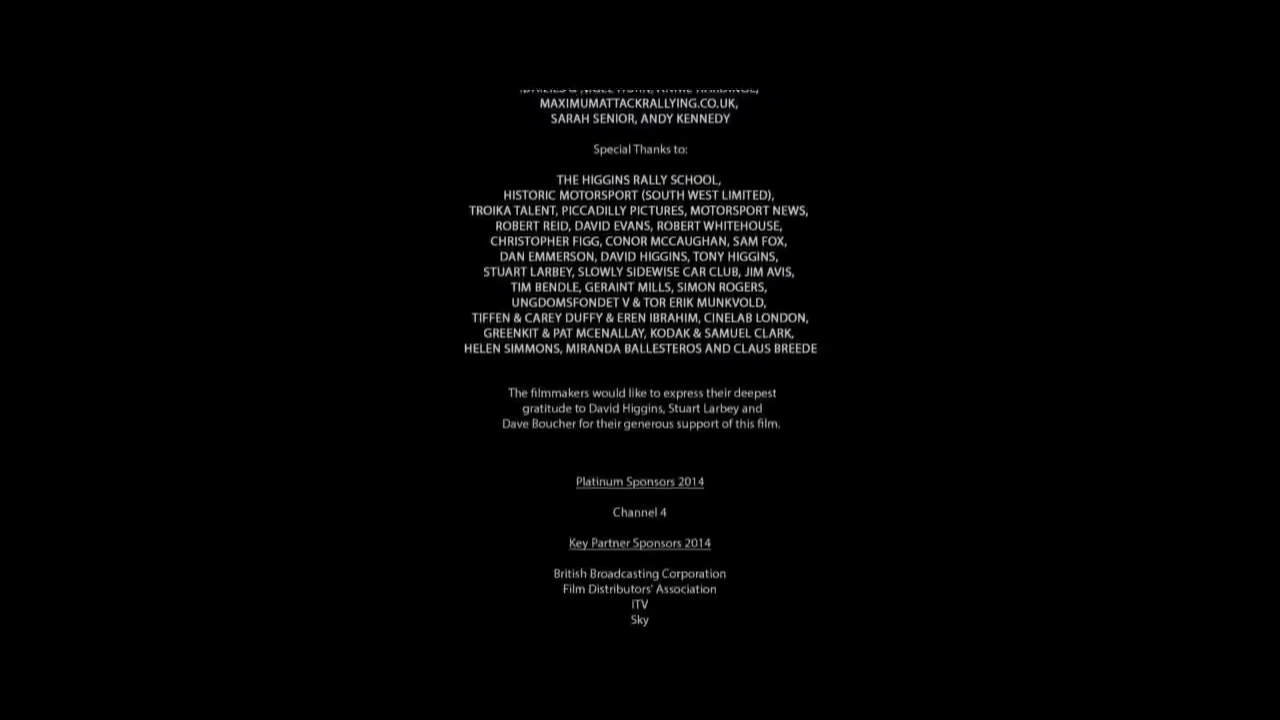 MAXIMUMATTACKRALLYING.CO.UK,
SARAH SENIOR, ANDY KENNEDY
Special Thanks to:
THE HIGGINS RALLY SCHOOL,
HISTORIC MOTORSPORT (SOUTH WEST LIMITED),
TROIKA TALENT, PICCADILLY PICTURES, MOTORSPORT NEWS,
ROBERT REID, DAVID EVANS, ROBERT WHITEHOUSE,
CHRISTOPHER FIGG, CONOR MCCAUGHAN, SAM FOX,
DAN EMMERSON, DAVID HIGGINS, TONY HIGGINS,
STUART LARBEY, SLOWLY SIDEWISE CAR CLUB, JIM AVIS,
TIM BENDLE, GERAINT MILLS, SIMON ROGERS,
UNGDOMSFONDET V & TOR ERIK MUNKVOLD,
TIFFEN & CAREY DUFFY & EREN IBRAHIM, CINELAB LONDON,
GREENKIT & PAT MCENALLAY, KODAK & SAMUEL CLARK,
HELEN SIMMONS, MIRANDA BALLESTEROS AND CLAUS BREEDE
The filmmakers would like to express their deepest
gratitude to David Higgins, Stuart Larbey and
Dave Boucher for their generous support of this film.
Platinum Sponsors 2014
Channel 4
Key Partner Sponsors 2014
British Broadcasting Corporation
Film Distributors' Association
ITV
Sky